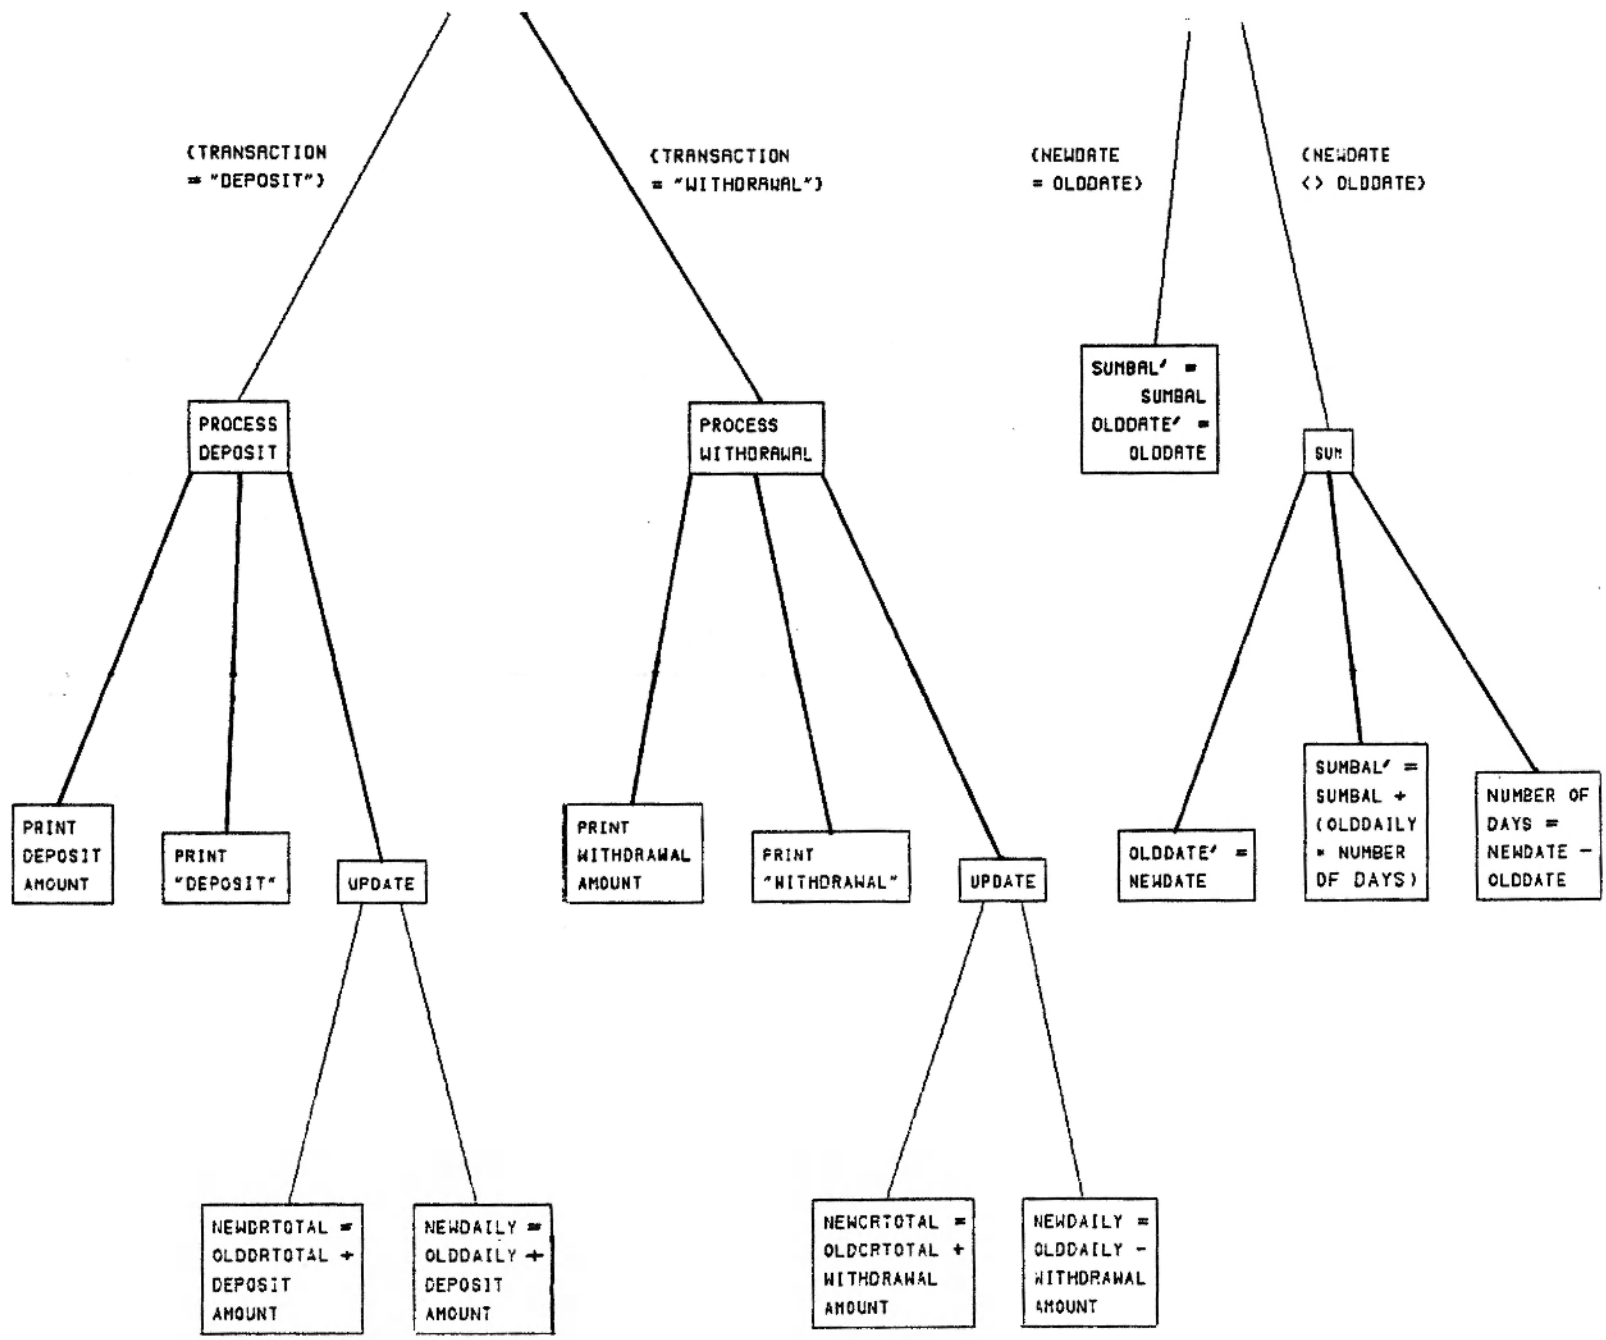 (TRANSACTION
= "DEPOSIT")
(TRANSACTION
= "WITHDRAWAL")
(NEWDATE
= OLDDATE)
(NEWDATE
<> OLDDATE)
SUMBAL' =
SUMBAL
OLDDATE' =
OLDDATE
PROCESS
DEPOSIT
PROCESS
WITHDRAWAL
SUM
PRINT
DEPOSIT
AMOUNT
PRINT
"DEPOSIT"
UPDATE
PRINT
WITHDRAWAL
AMOUNT
PRINT
"WITHDRAWAL"
UPDATE
OLDDATE' =
NEWDATE
SUMBAL' =
SUMBAL +
(OLDDAILY
* NUMBER
OF DAYS)
NUMBER OF
DAYS =
NEWDATE -
OLDDATE
NEWDRTOTAL =
OLDDRTOTAL +
DEPOSIT
AMOUNT
NEWDAILY =
OLDDAILY +
DEPOSIT
AMOUNT
NEWCRTOTAL =
OLDCRTOTAL +
WITHDRAWAL
AMOUNT
NEWDAILY =
OLDDAILY -
WITHDRAWAL
AMOUNT